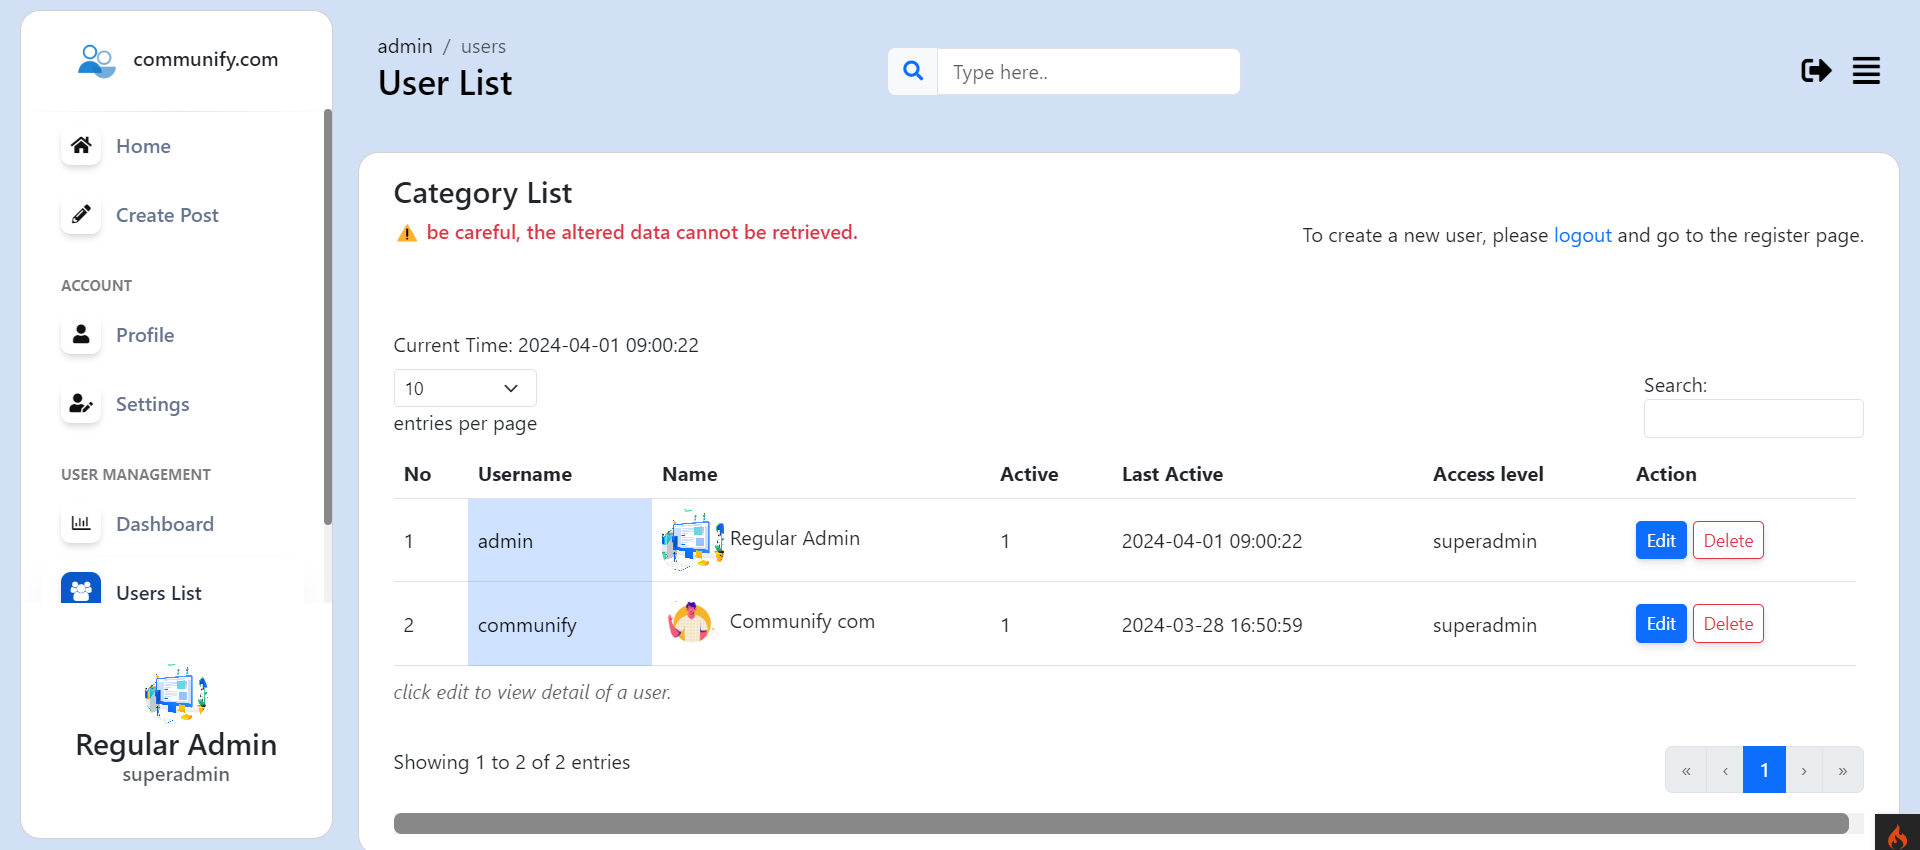 communify.com
Home
Create Post
ACCOUNT
Profile
Settings
USER MANAGEMENT
Dashboard
Users List
Regular Admin
superadmin
admin / users
User List
Type here..
Category List
⚠ be careful, the altered data cannot be retrieved.
To create a new user, please logout and go to the register page.
Current Time: 2024-04-01 09:00:22
10
entries per page
Search:
No Username Name Active Last Active Access level Action
1 admin Regular Admin 1 2024-04-01 09:00:22 superadmin Edit Delete
2 communify Communify com 1 2024-03-28 16:50:59 superadmin Edit Delete
click edit to view detail of a user.
Showing 1 to 2 of 2 entries
« ‹ 1 › »